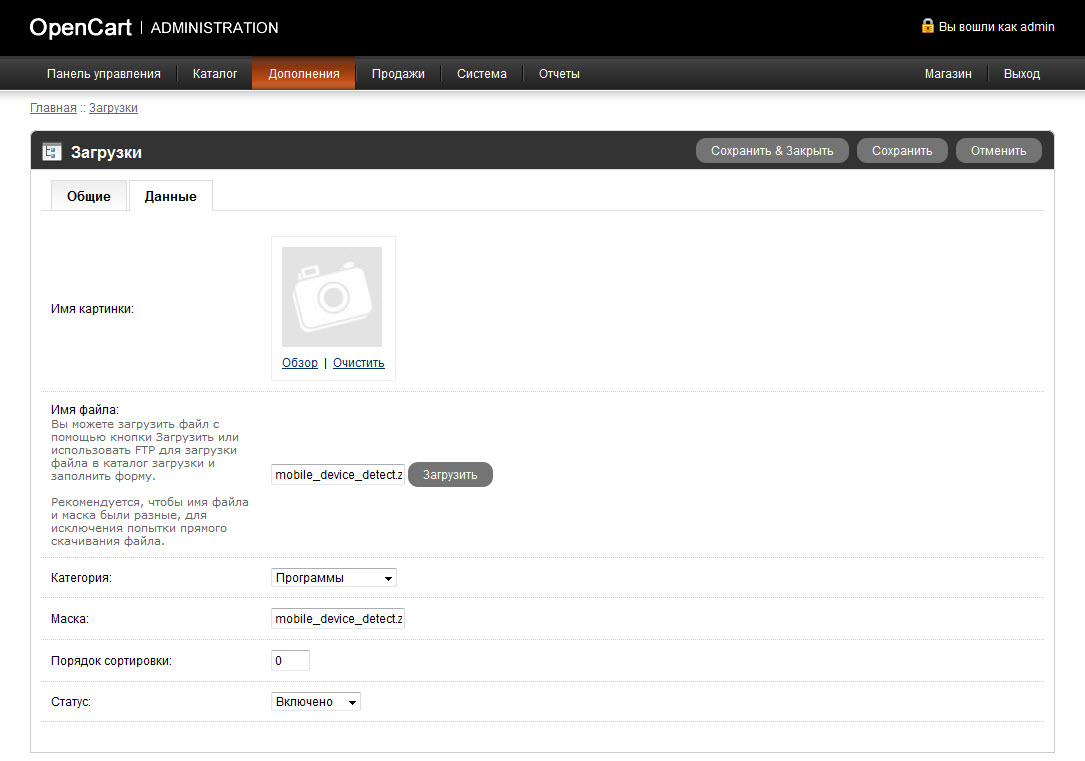 OpenCart | ADMINISTRATION
Вы вошли как admin
Панель управления Каталог Дополнения Продажи Система Отчеты Магазин Выход
Главная :: Загрузки
Загрузки
Сохранить & Закрыть Сохранить Отменить
Общие Данные
Имя картинки:
Обзор | Очистить
Имя файла:
Вы можете загрузить файл с
помощью кнопки Загрузить или
использовать FTP для загрузки
файла в каталог загрузки и
заполнить форму.
Рекомендуется, чтобы имя файла
и маска были разные, для
исключения попытки прямого
скачивания файла.
mobile_device_detect.z Загрузить
Категория: Программы
Маска: mobile_device_detect.z
Порядок сортировки: 0
Статус: Включено